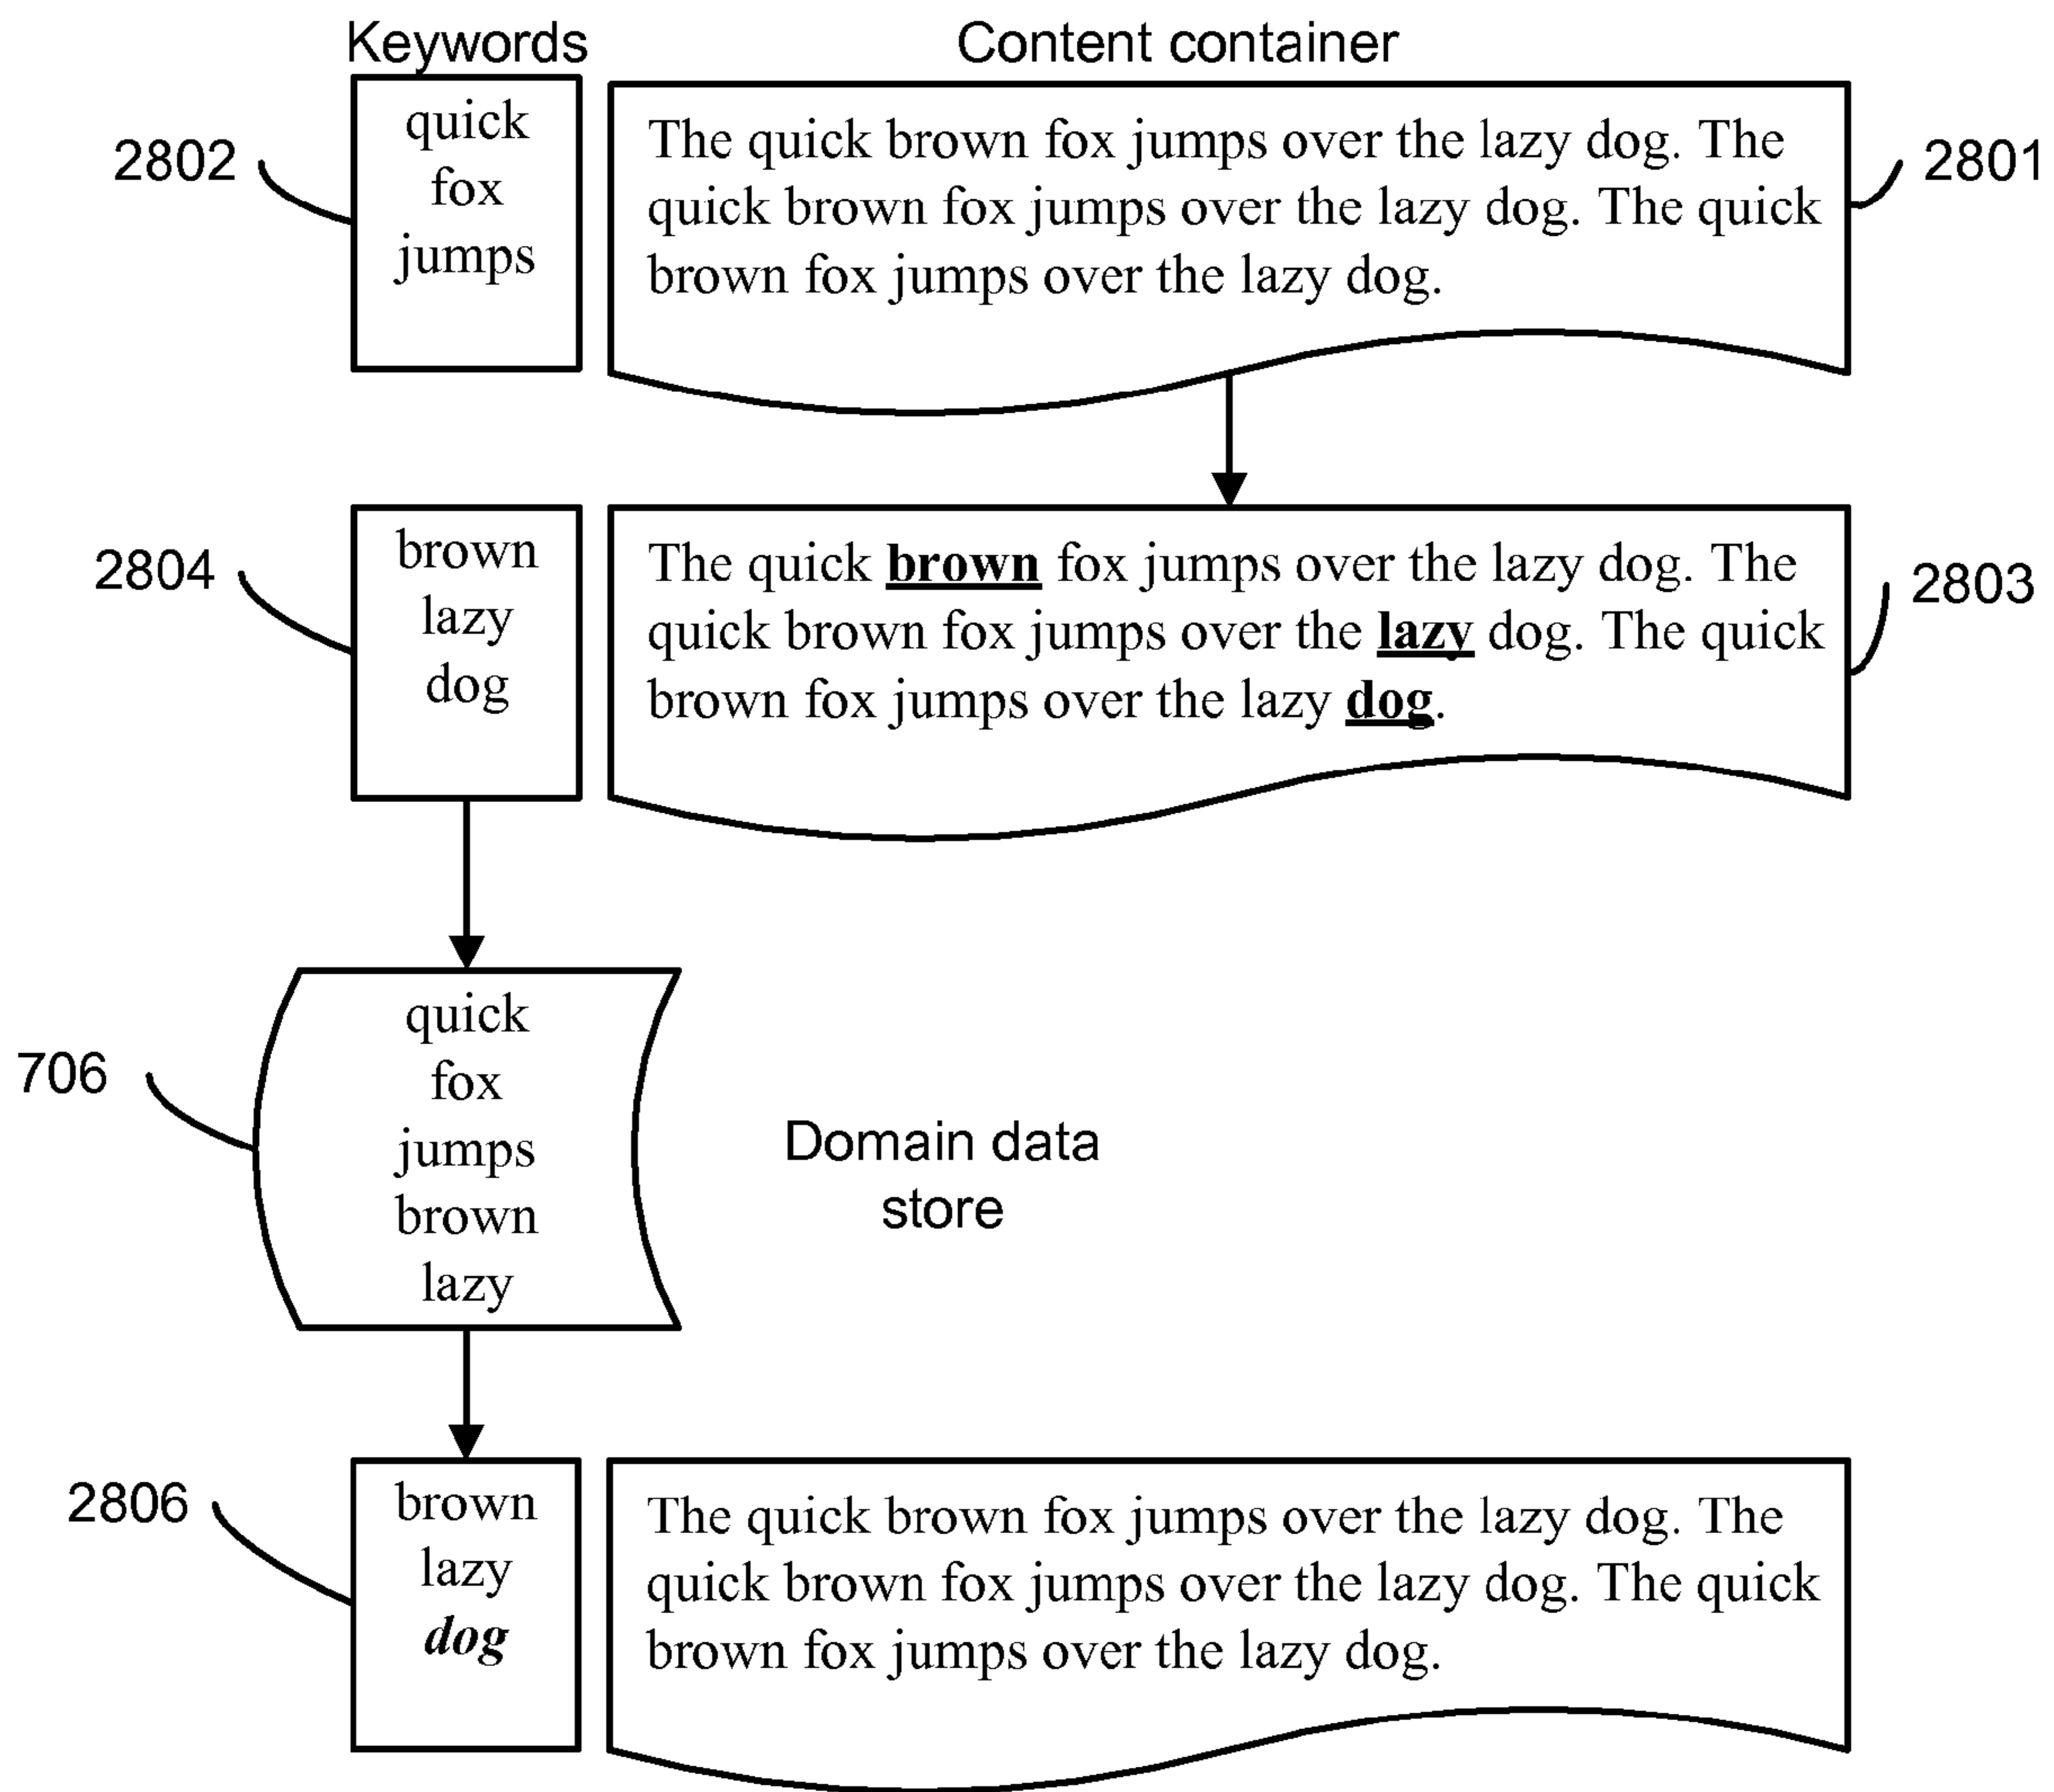 Keywords
Content container
2802
quick
fox
jumps
The quick brown fox jumps over the lazy dog. The
quick brown fox jumps over the lazy dog. The quick
brown fox jumps over the lazy dog.
2801
2804
brown
lazy
dog
The quick brown fox jumps over the lazy dog. The
quick brown fox jumps over the lazy dog. The quick
brown fox jumps over the lazy dog.
2803
706
quick
fox
jumps
brown
lazy
Domain data
store
2806
brown
lazy
dog
The quick brown fox jumps over the lazy dog. The
quick brown fox jumps over the lazy dog. The quick
brown fox jumps over the lazy dog.